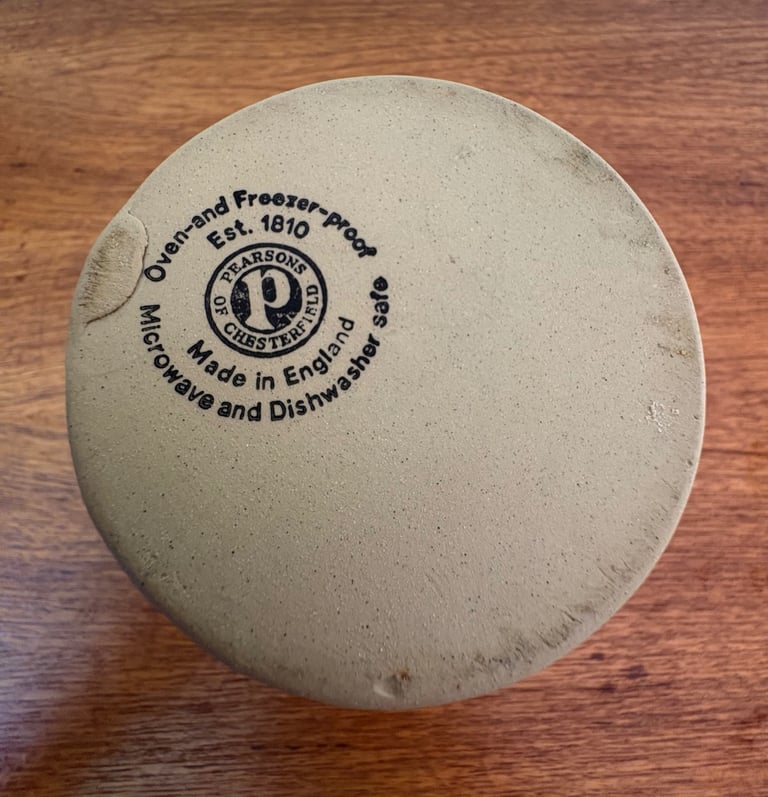 Oven-and Freezer-proof
Est. 1810
PEARSONS
P
OF CHESTERFIELD
Made in England
Microwave and Dishwasher safe